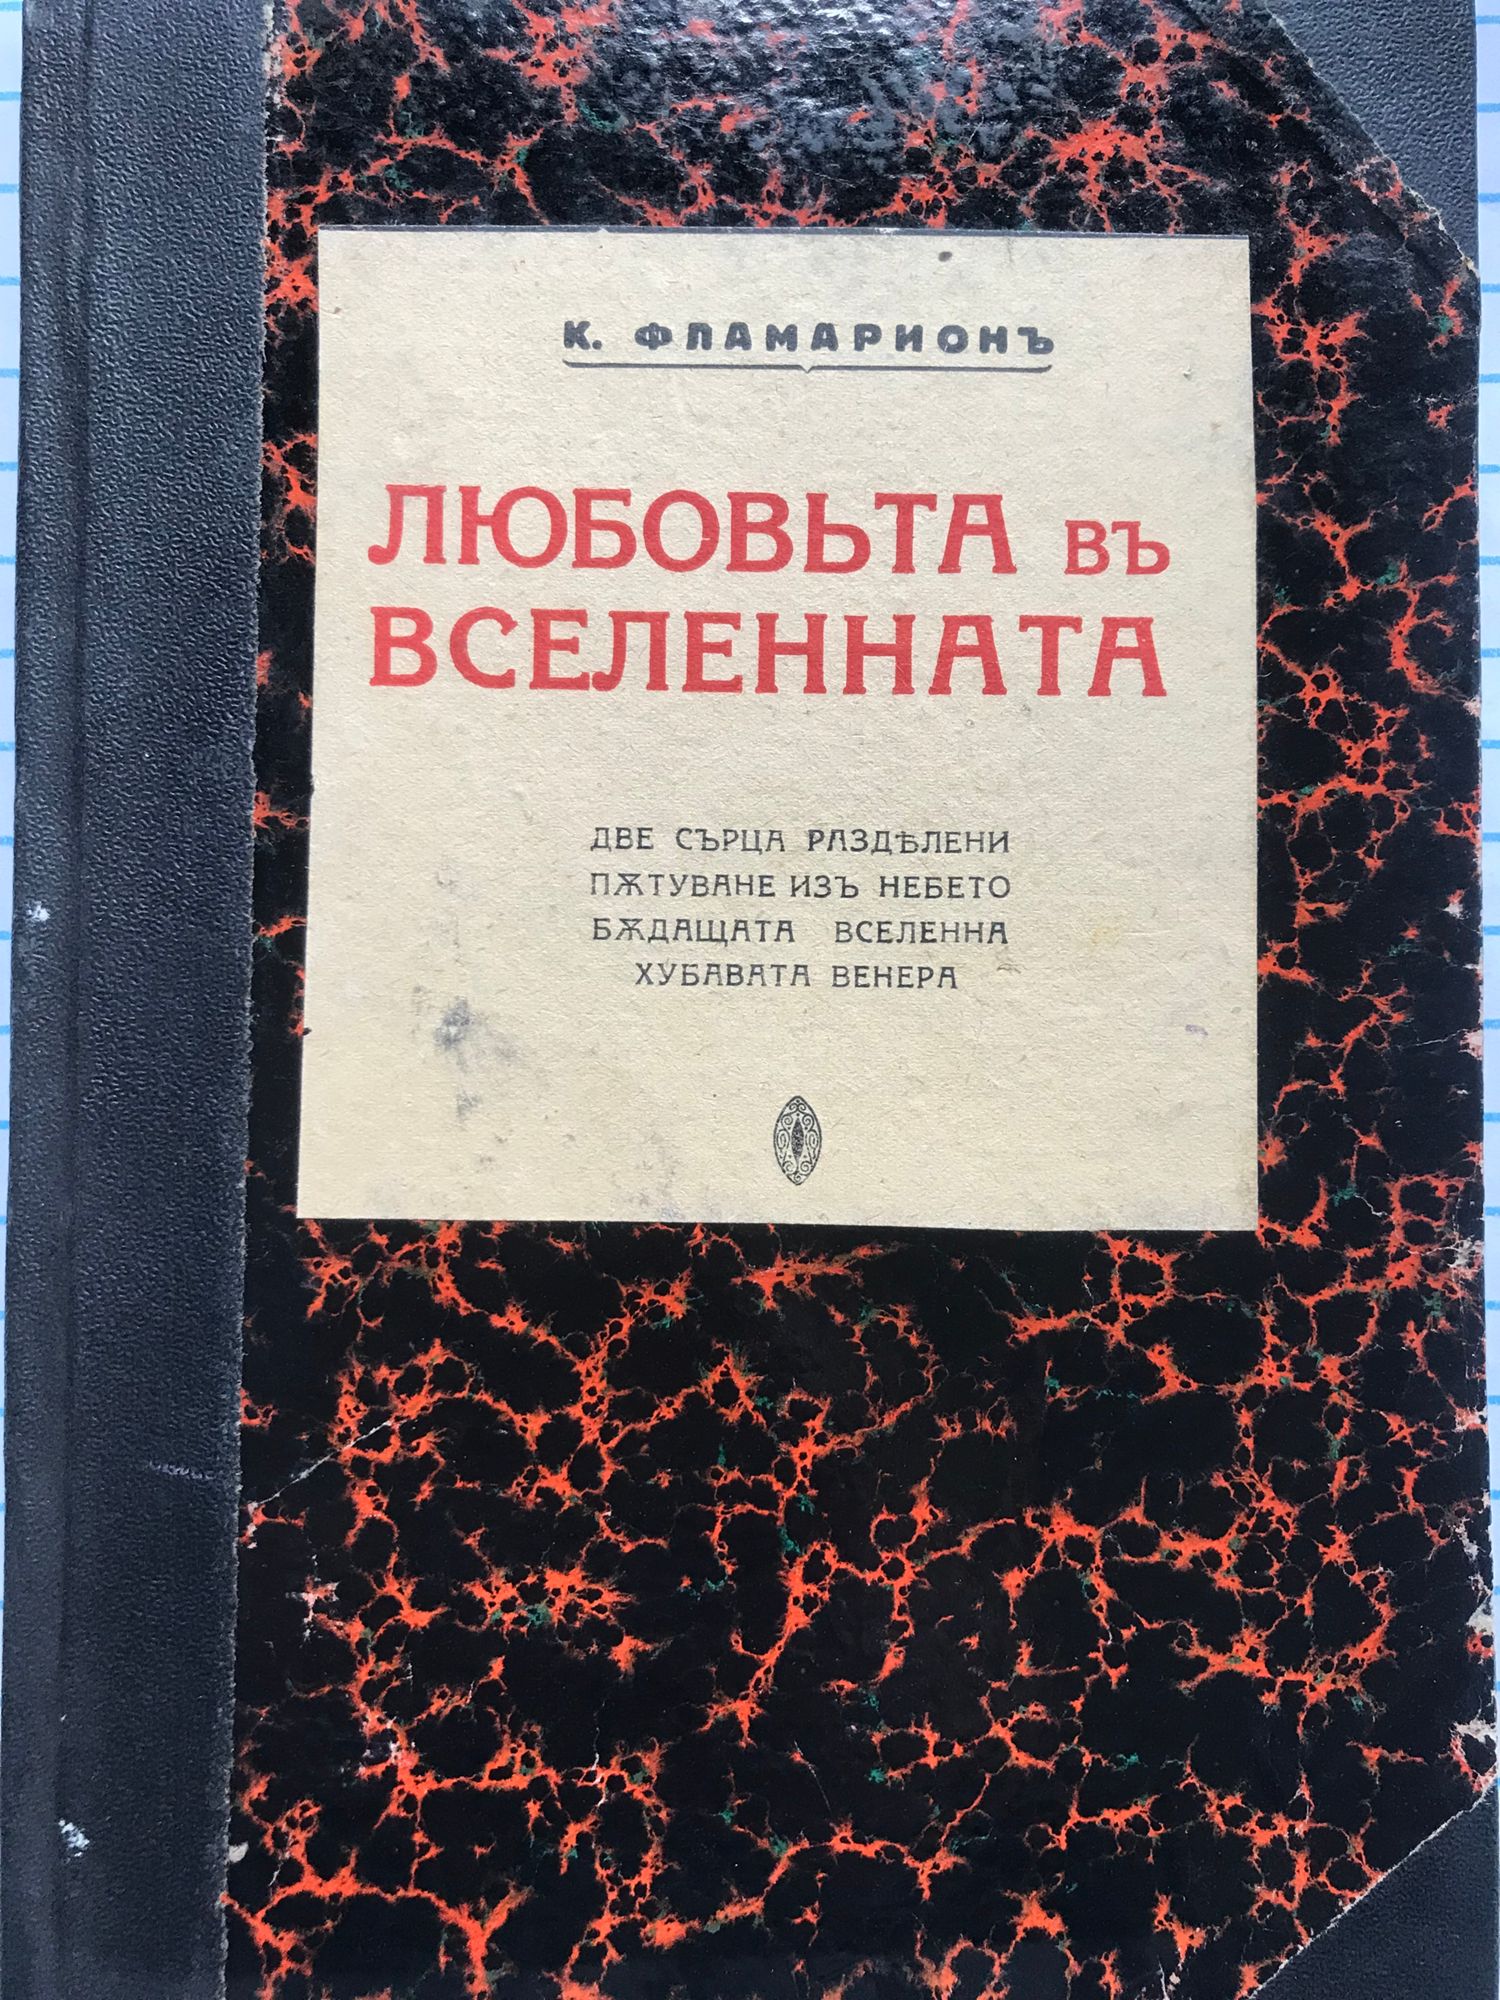 К. ФЛАМАРИОНЪ
ЛЮБОВЬТА ВЪ
ВСЕЛЕННАТА
ДВЕ СЪРЦА РАЗДѢЛЕНИ
ПѪТУВАНЕ ИЗЪ НЕБЕТО
БѪДАЩАТА ВСЕЛЕННА
ХУБАВАТА ВЕНЕРА